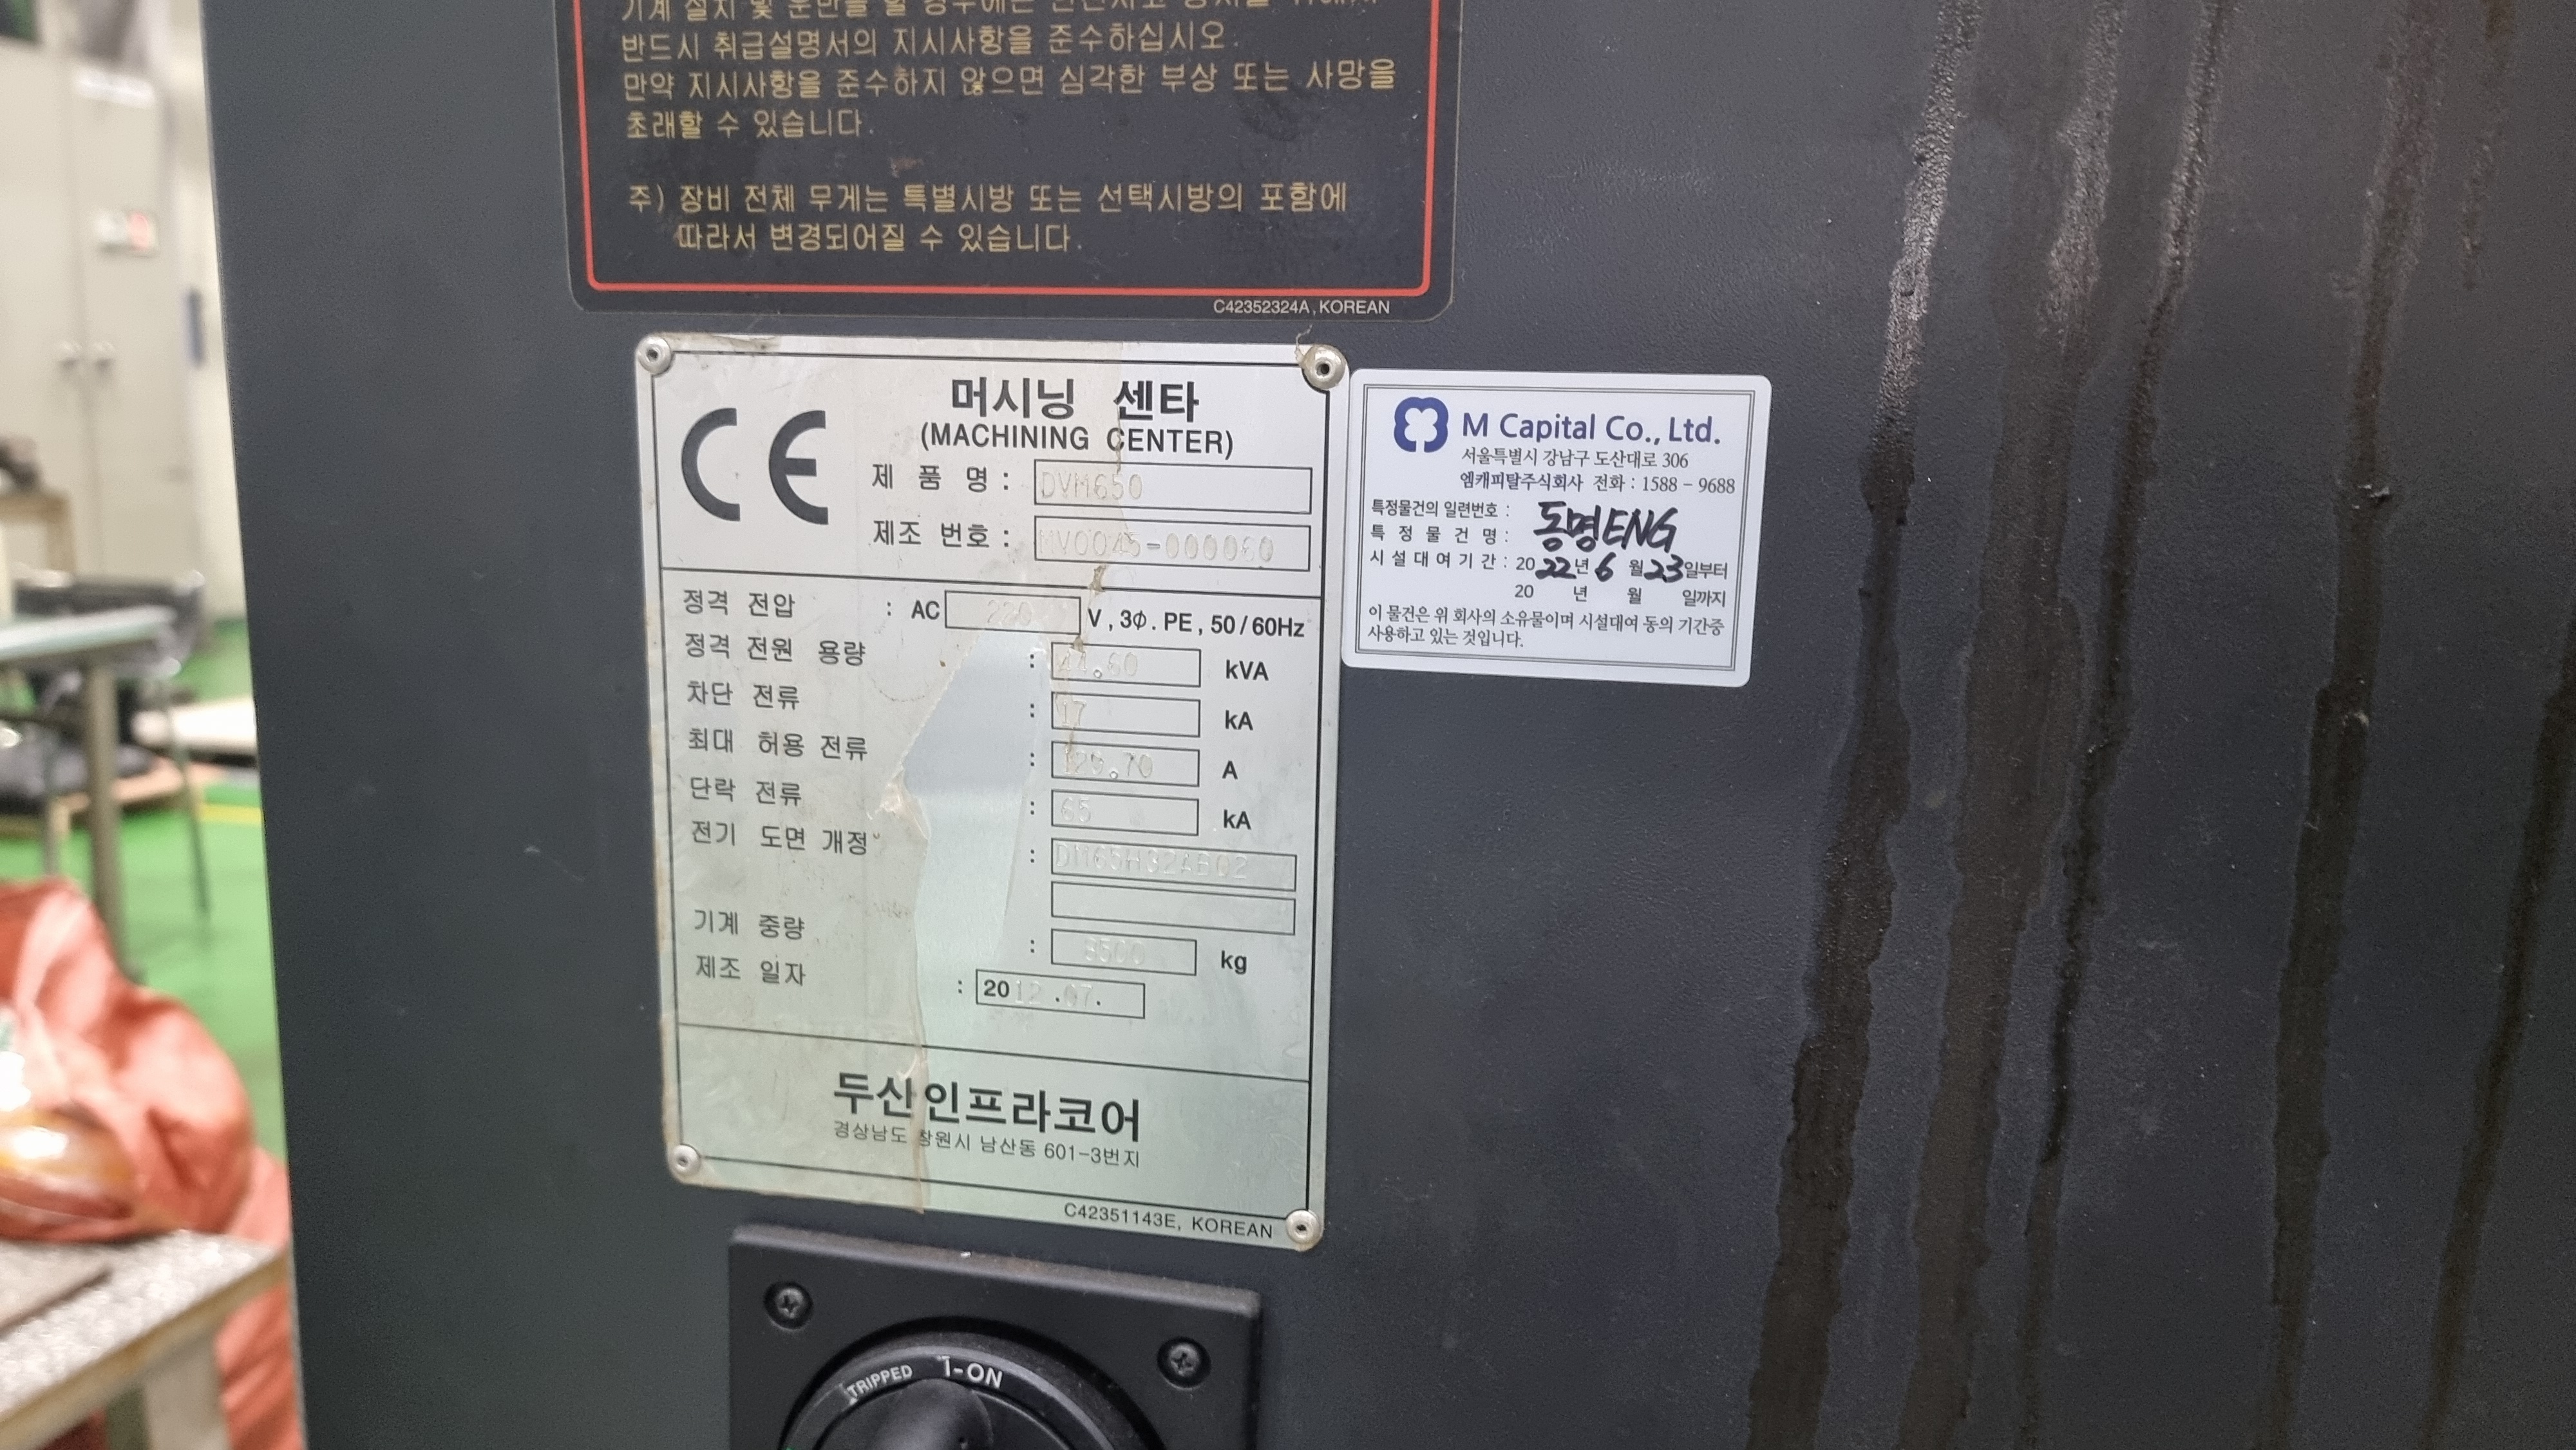 반드시 취급설명서의 지시사항을 준수하십시오.
만약 지시사항을 준수하지 않으면 심각한 부상 또는 사망을
초래할 수 있습니다.
주) 장비 전체 무게는 특별시방 또는 선택시방의 포함에
따라서 변경되어질 수 있습니다.
C42352324A, KOREAN
CE
머시닝 센타
(MACHINING CENTER)
제 품 명 : DVM650
제조 번호 :
정격 전압 : AC 220 V, 3Φ. PE, 50/60Hz
정격 전원 용량 : kVA
차단 전류 : 17 kA
최대 허용 전류 : A
단락 전류 : 65 kA
전기 도면 개정 :
기계 중량 : kg
제조 일자 : 2012.07.
두산인프라코어
경상남도 창원시 남산동 601-3번지
C42351143E, KOREAN
M Capital Co., Ltd.
서울특별시 강남구 도산대로 306
엠캐피탈주식회사 전화 : 1588 - 9688
특정물건의 일련번호 :
특 정 물 건 명 : 동명ENG
시 설 대 여 기 간 : 2022년 6월 23일부터
20 년 월 일까지
이 물건은 위 회사의 소유물이며 시설대여 동의 기간중
사용하고 있는 것입니다.
TRIPPED I-ON